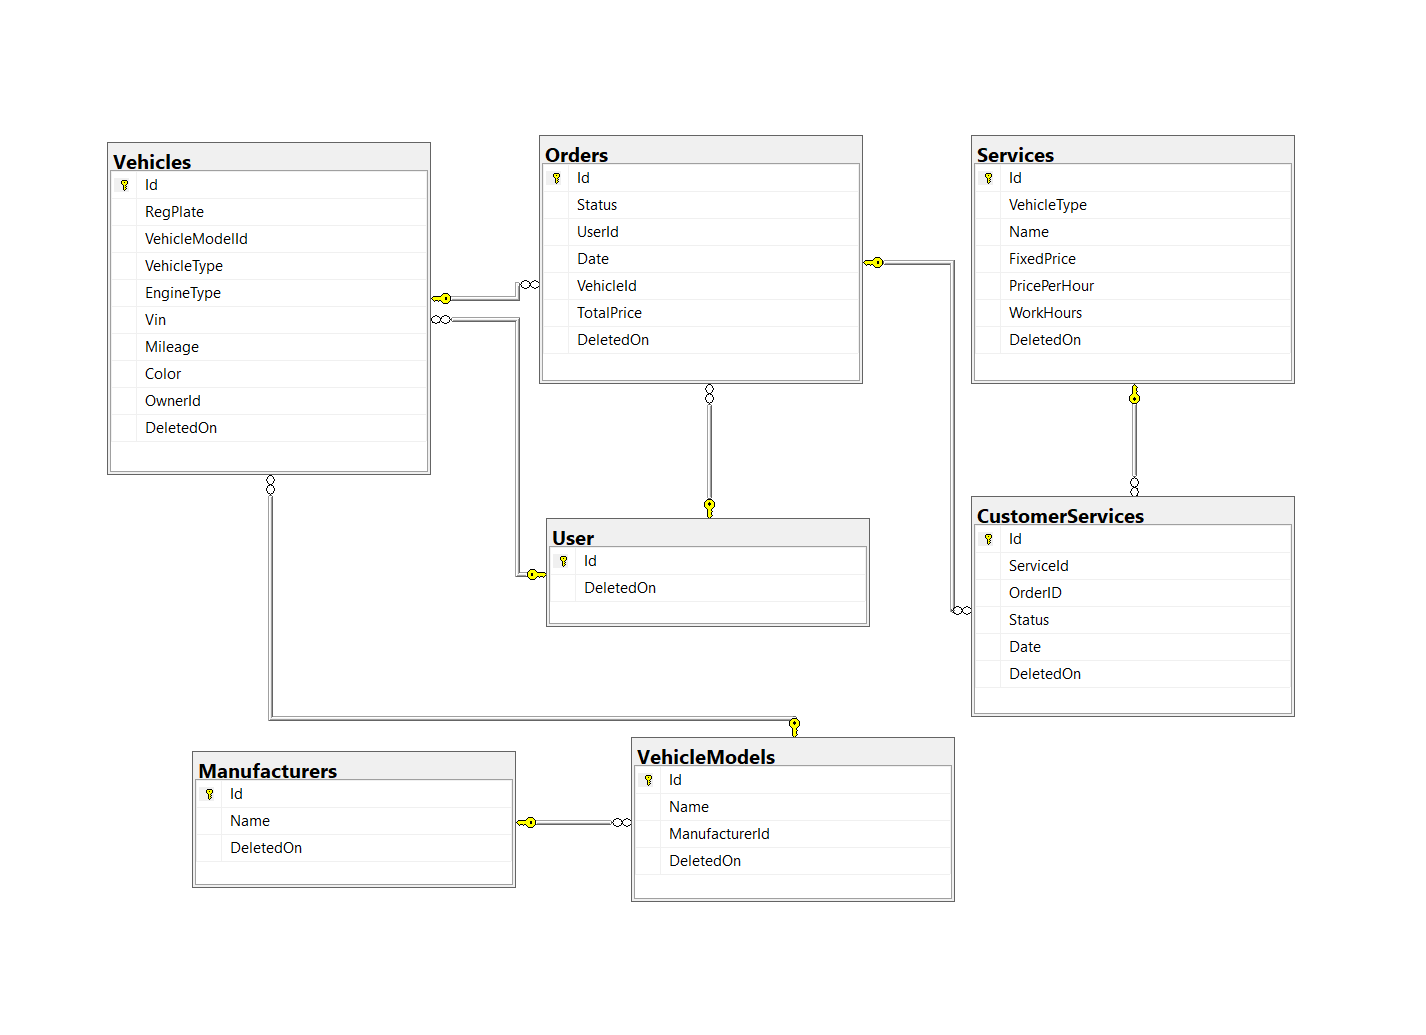 Vehicles
Id
RegPlate
VehicleModelId
VehicleType
EngineType
Vin
Mileage
Color
OwnerId
DeletedOn
Orders
Id
Status
UserId
Date
VehicleId
TotalPrice
DeletedOn
Services
Id
VehicleType
Name
FixedPrice
PricePerHour
WorkHours
DeletedOn
User
Id
DeletedOn
CustomerServices
Id
ServiceId
OrderID
Status
Date
DeletedOn
Manufacturers
Id
Name
DeletedOn
VehicleModels
Id
Name
ManufacturerId
DeletedOn